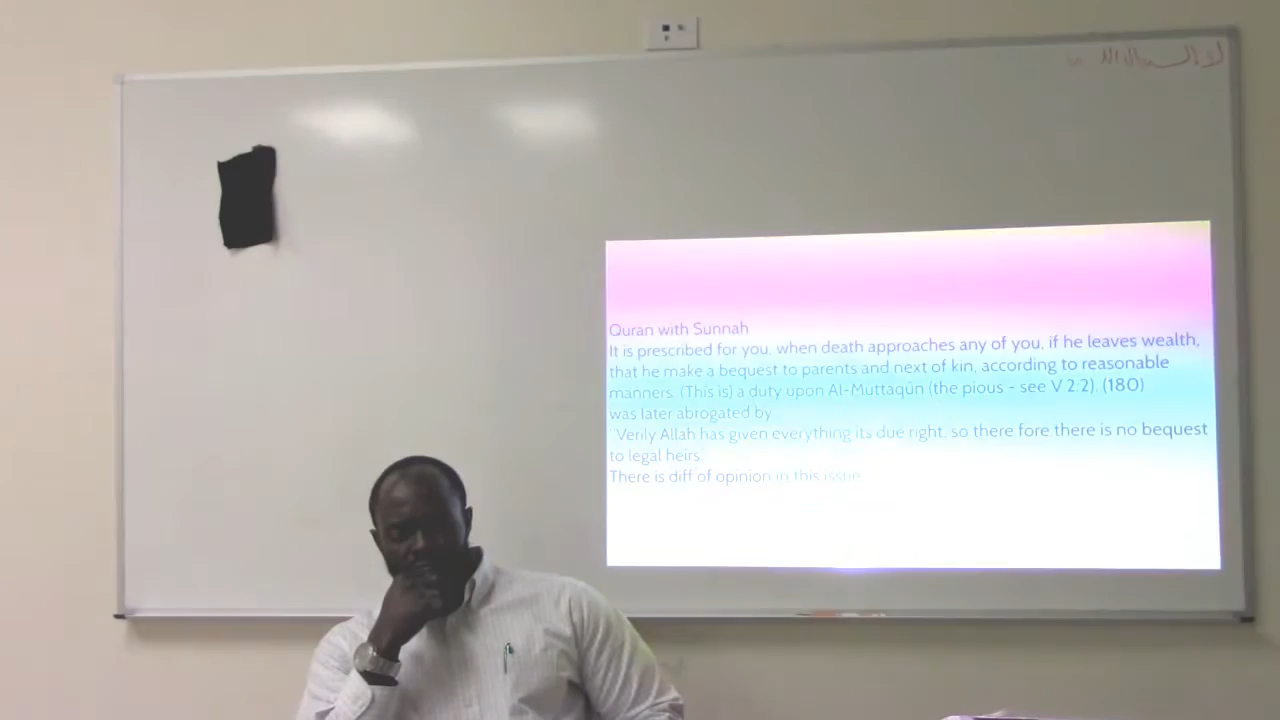 Quran with Sunnah
It is prescribed for you, when death approaches any of you, if he leaves wealth,
that he make a bequest to parents and next of kin, according to reasonable
manners. (This is) a duty upon Al-Muttaqûn (the pious - see V 2:2). (180)
was later abrogated by
"Verily Allah has given everything its due right, so there fore there is no bequest
to legal heirs"
There is diff of opinion in this issue